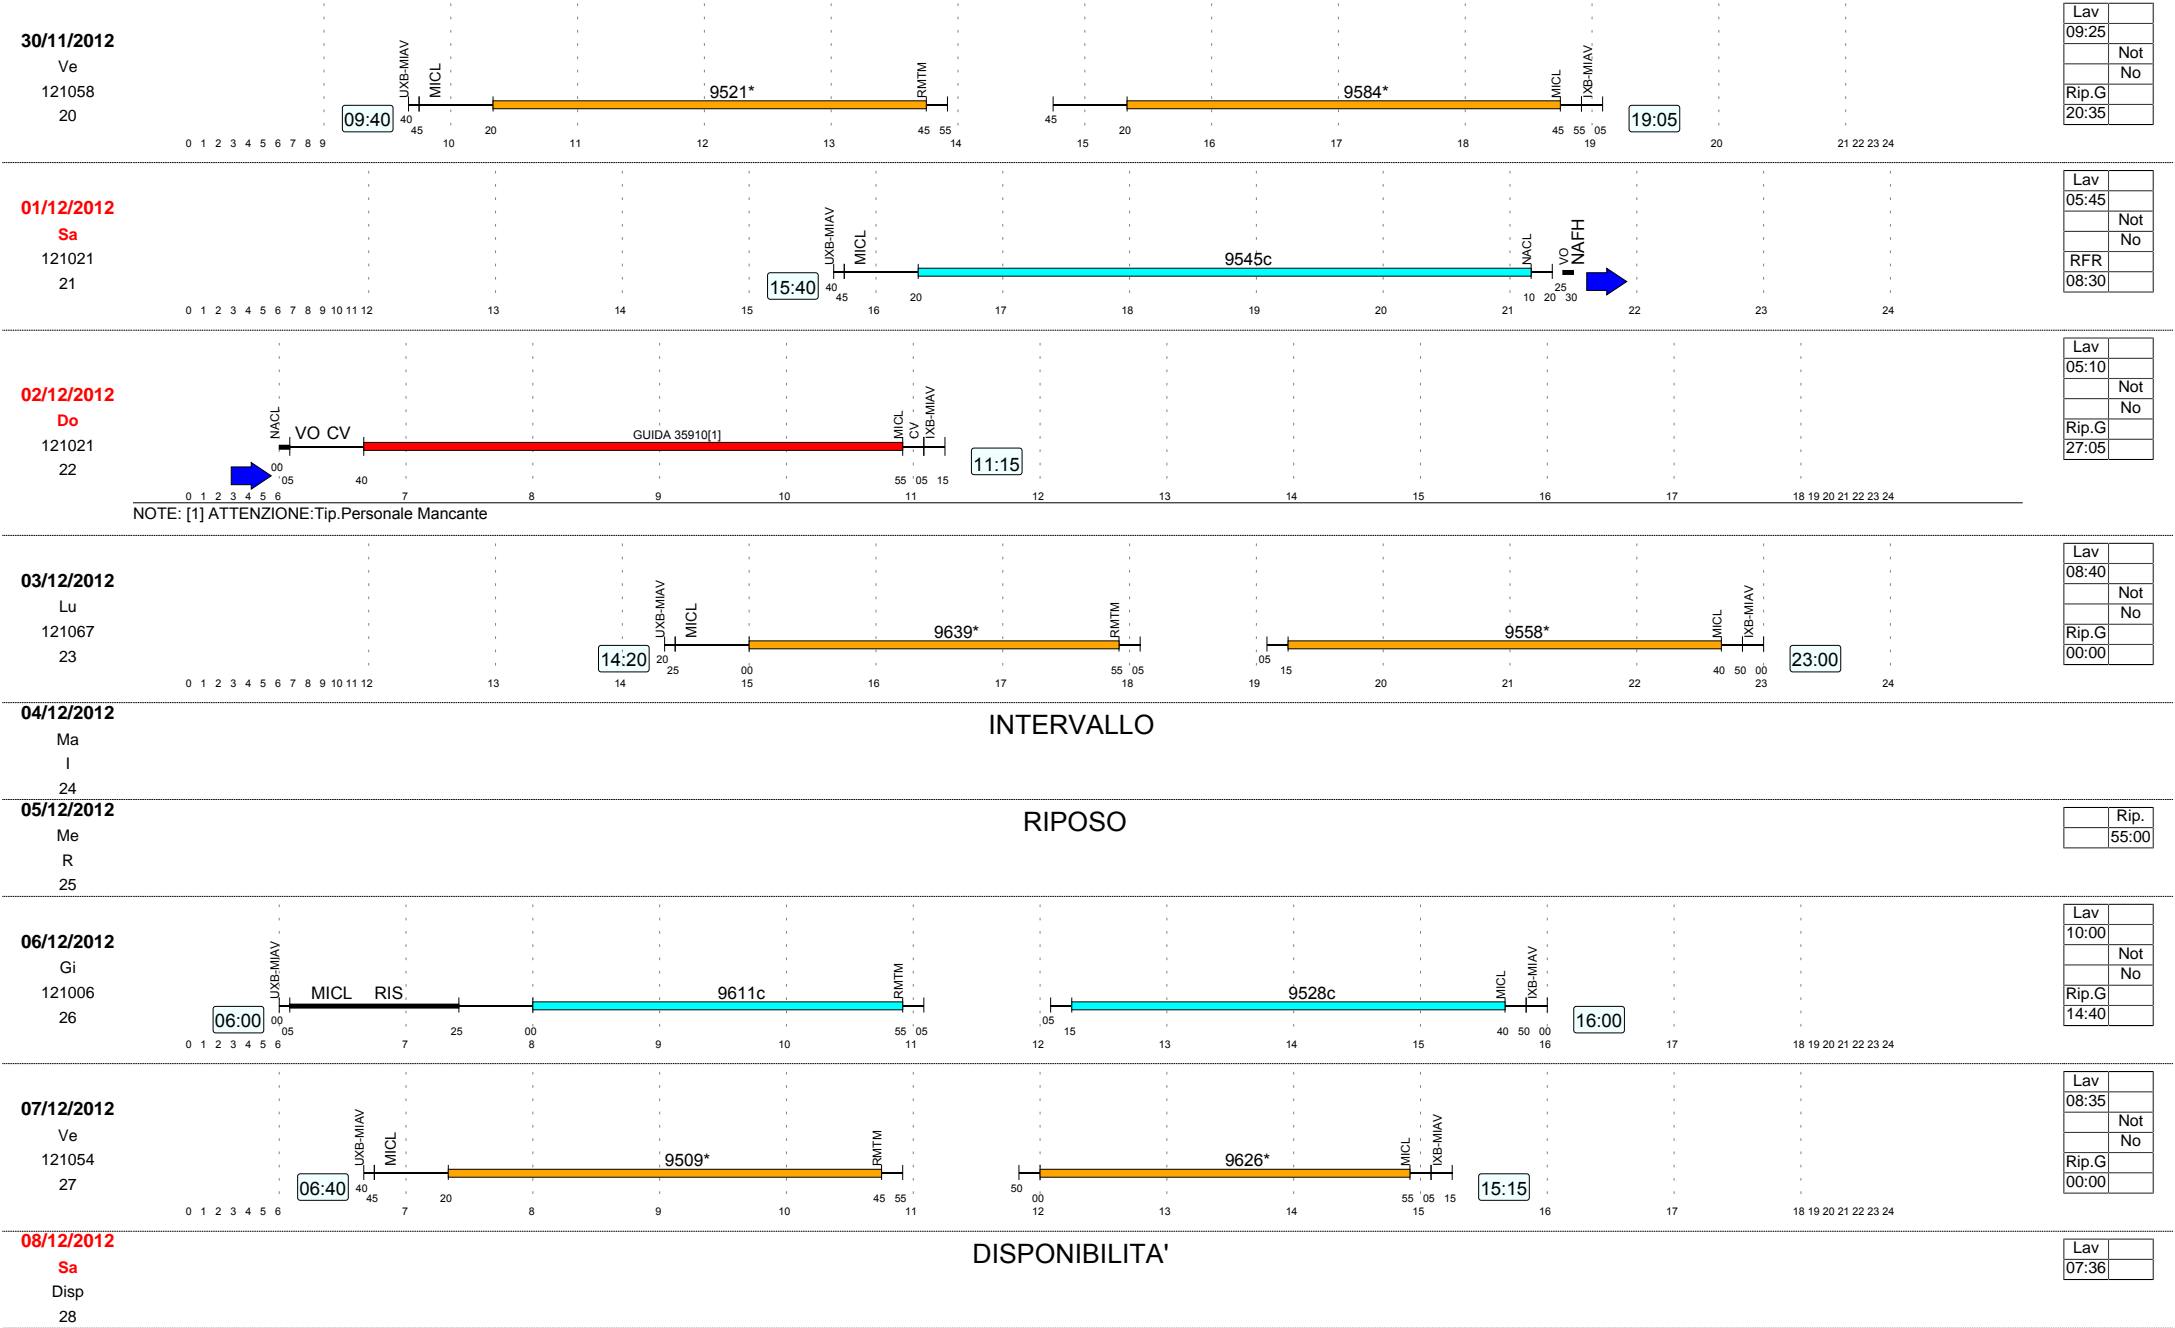 30/11/2012
Ve
121058
20
09:40
UXB-MIAV
MICL
9521*
RMTM
9584*
MICL
IXB-MIAV
19:05
40 45 20 45 55 45 20 45 55 05
0 1 2 3 4 5 6 7 8 9 10 11 12 13 14 15 16 17 18 19 20 21 22 23 24
Lav
09:25
Not
No
Rip.G
20:35
01/12/2012
Sa
121021
21
15:40
UXB-MIAV
MICL
9545c
NACL
VO
NAFH
40 45 20 10 20 25 30
0 1 2 3 4 5 6 7 8 9 10 11 12 13 14 15 16 17 18 19 20 21 22 23 24
Lav
05:45
Not
No
RFR
08:30
02/12/2012
Do
121021
22
NACL
VO CV
GUIDA 35910[1]
MICL
CV
IXB-MIAV
11:15
00 05 40 55 05 15
0 1 2 3 4 5 6 7 8 9 10 11 12 13 14 15 16 17 18 19 20 21 22 23 24
NOTE: [1] ATTENZIONE:Tip.Personale Mancante
Lav
05:10
Not
No
Rip.G
27:05
03/12/2012
Lu
121067
23
14:20
UXB-MIAV
MICL
9639*
RMTM
9558*
MICL
IXB-MIAV
23:00
20 25 00 55 05 05 15 40 50 00
0 1 2 3 4 5 6 7 8 9 10 11 12 13 14 15 16 17 18 19 20 21 22 23 24
Lav
08:40
Not
No
Rip.G
00:00
04/12/2012
Ma
I
24
INTERVALLO
05/12/2012
Me
R
25
RIPOSO
Rip.
55:00
06/12/2012
Gi
121006
26
06:00
UXB-MIAV
MICL RIS
9611c
RMTM
9528c
MICL
IXB-MIAV
16:00
00 05 25 00 55 05 05 15 40 50 00
0 1 2 3 4 5 6 7 8 9 10 11 12 13 14 15 16 17 18 19 20 21 22 23 24
Lav
10:00
Not
No
Rip.G
14:40
07/12/2012
Ve
121054
27
06:40
UXB-MIAV
MICL
9509*
RMTM
9626*
MICL
IXB-MIAV
15:15
40 45 20 45 55 50 00 55 05 15
0 1 2 3 4 5 6 7 8 9 10 11 12 13 14 15 16 17 18 19 20 21 22 23 24
Lav
08:35
Not
No
Rip.G
00:00
08/12/2012
Sa
Disp
28
DISPONIBILITA'
Lav
07:36